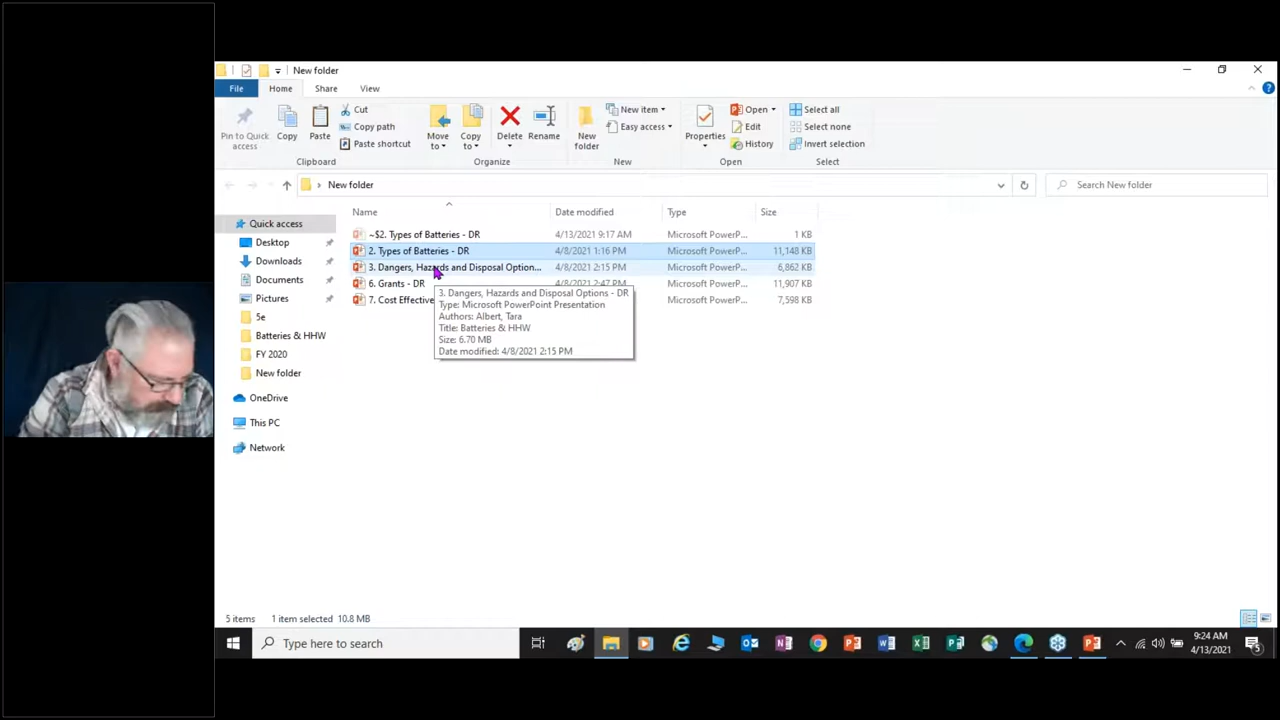 New folder
File Home Share View
Pin to Quick access
Copy
Paste
Cut
Copy path
Paste shortcut
Clipboard
Move to
Copy to
Delete
Rename
Organize
New folder
New item
Easy access
New
Properties
Open
Edit
History
Open
Select all
Select none
Invert selection
Select
New folder
Search New folder
Name Date modified Type Size
~$2. Types of Batteries - DR 4/13/2021 9:17 AM Microsoft PowerP... 1 KB
2. Types of Batteries - DR 4/8/2021 1:16 PM Microsoft PowerP... 11,148 KB
3. Dangers, Hazards and Disposal Option... 4/8/2021 2:15 PM Microsoft PowerP... 6,862 KB
6. Grants - DR 4/8/2021 2:47 PM Microsoft PowerP... 11,907 KB
7. Cost Effective Microsoft PowerP... 7,598 KB
3. Dangers, Hazards and Disposal Options - DR
Type: Microsoft PowerPoint Presentation
Authors: Albert, Tara
Title: Batteries & HHW
Size: 6.70 MB
Date modified: 4/8/2021 2:15 PM
Quick access
Desktop
Downloads
Documents
Pictures
5e
Batteries & HHW
FY 2020
New folder
OneDrive
This PC
Network
5 items 1 item selected 10.8 MB
Type here to search
9:24 AM
4/13/2021
5